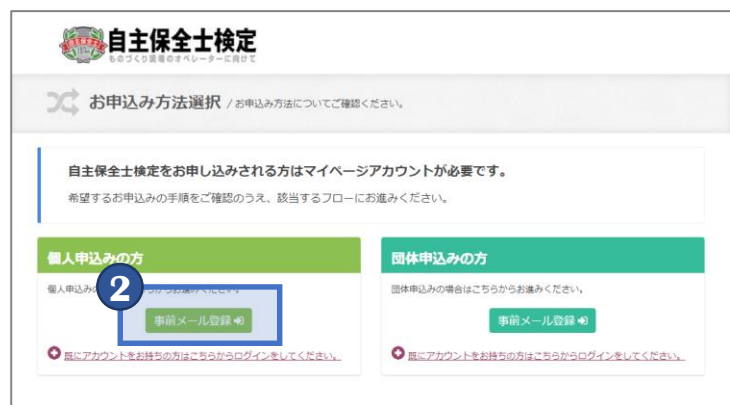 自主保全士検定
ものづくり現場のオペレーターに向けて
お申込み方法選択 / お申込み方法についてご確認ください。
自主保全士検定をお申し込みされる方はマイページアカウントが必要です。
希望するお申込みの手順をご確認のうえ、該当するフローにお進みください。
個人申込みの方
個人申込みの
2
事前メール登録
既にアカウントをお持ちの方はこちらからログインをしてください。
団体申込みの方
団体申込みの場合はこちらからお進みください。
事前メール登録
既にアカウントをお持ちの方はこちらからログインをしてください。